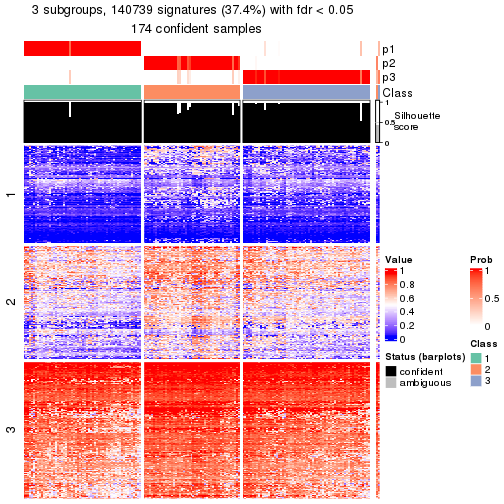 3 subgroups, 140739 signatures (37.4%) with fdr < 0.05
174 confident samples
p1
p2
p3
Class
1
0.5
0
Silhouette
score
1
2
3
Value
1
0.8
0.6
0.4
0.2
0
Status (barplots)
confident
ambiguous
Prob
1
0.5
0
Class
1
2
3